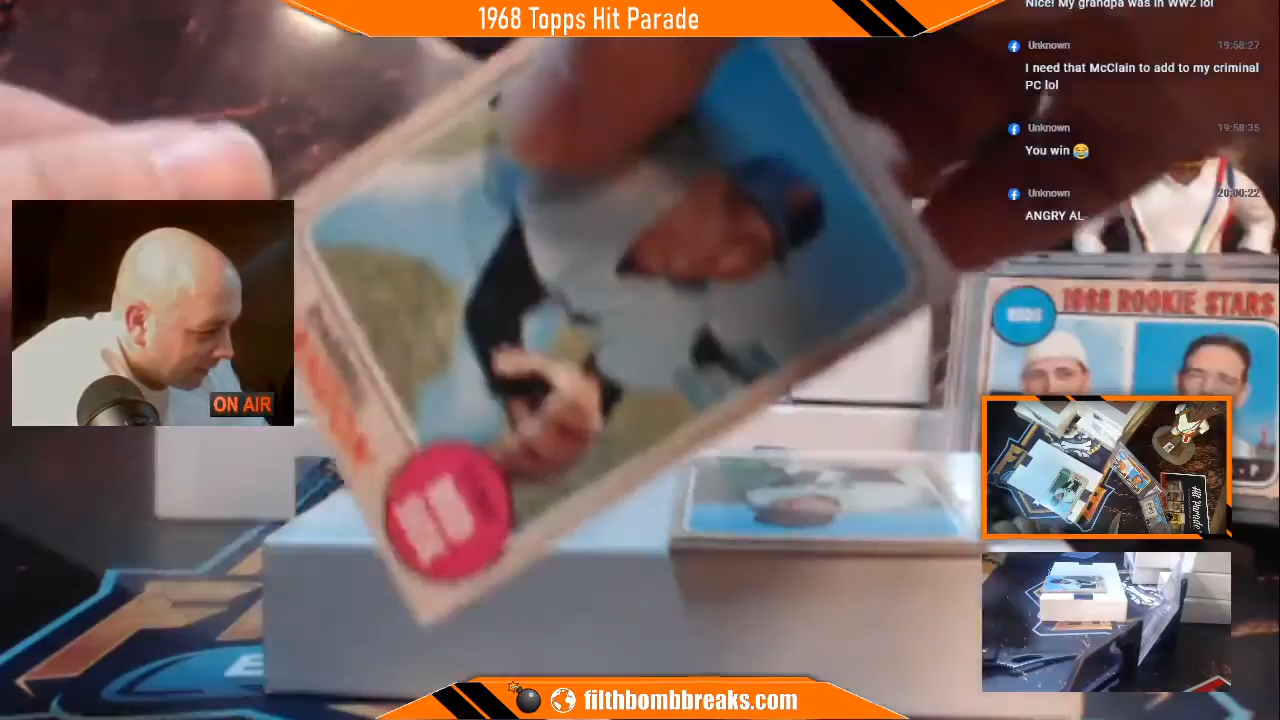 1968 Topps Hit Parade
Nice! My grandpa was in WW2 lol
Unknown 19:58:27
I need that McClain to add to my criminal
PC lol
Unknown 19:58:35
You win 😂
Unknown 20:00:22
ANGRY AL
ON AIR
REDS
1968 ROOKIE STARS
Hit Parade
filthbombbreaks.com